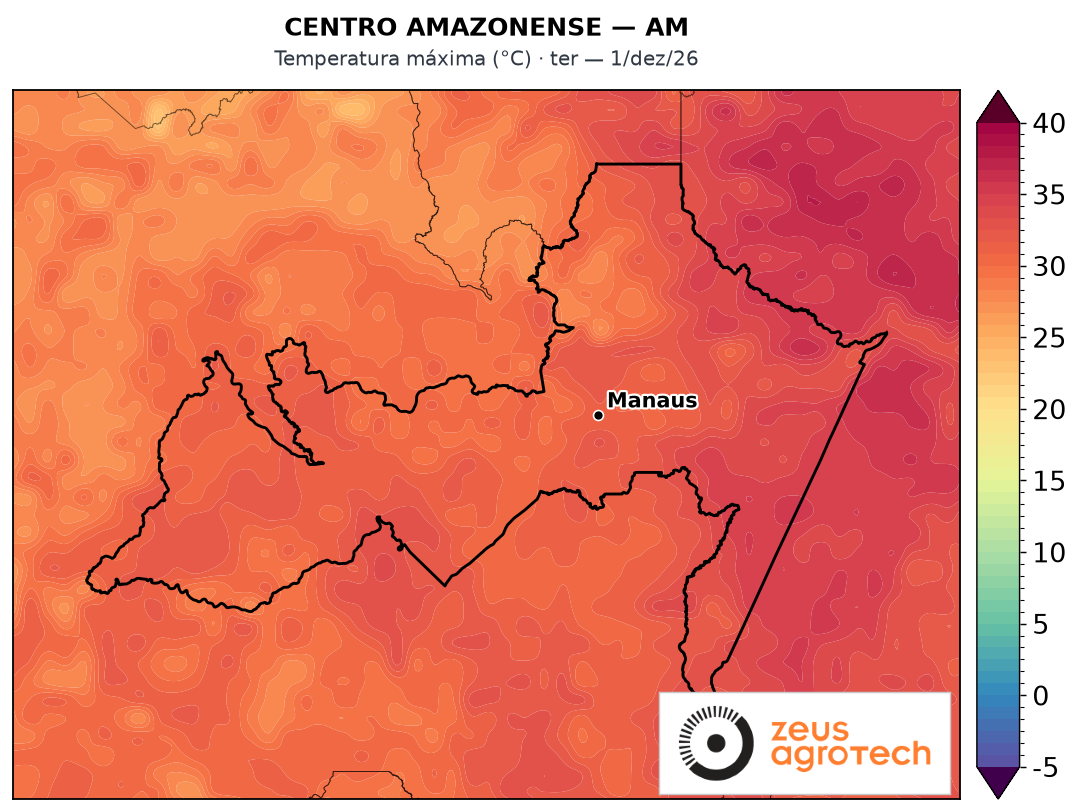 CENTRO AMAZONENSE — AM
Temperatura máxima (°C) · ter — 1/dez/26
40
35
30
25
20
15
10
5
0
-5
Manaus
zeus
agrotech